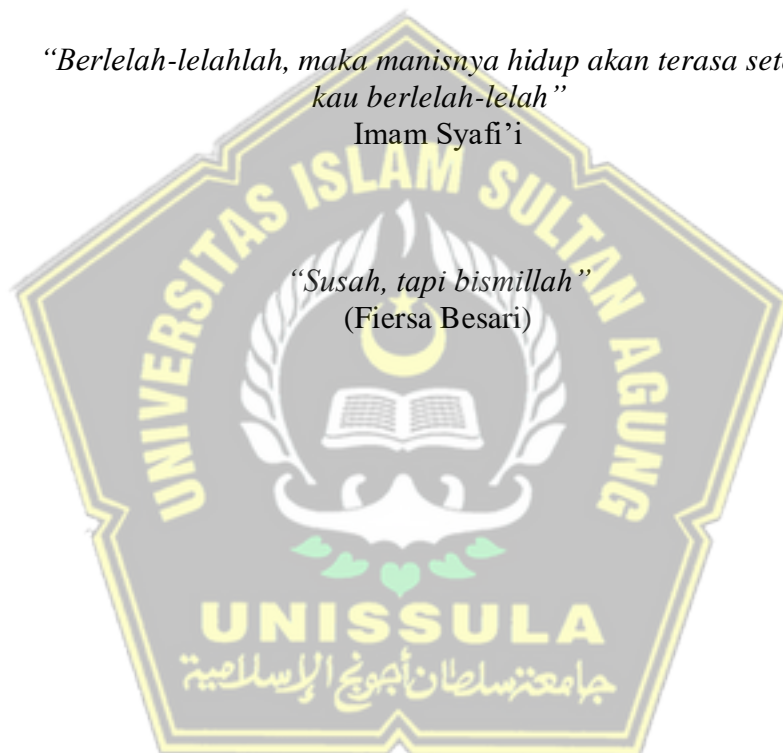 “Berlelah-lelahlah, maka manisnya hidup akan terasa
kau berlelah-lelah”
Imam Syafi’i
UNIVERSITAS ISLAM SULTAN AGUNG
“Susah, tapi bismillah”
(Fiersa Besari)
UNISSULA
جامعة سلطان أجونج الإسلامية